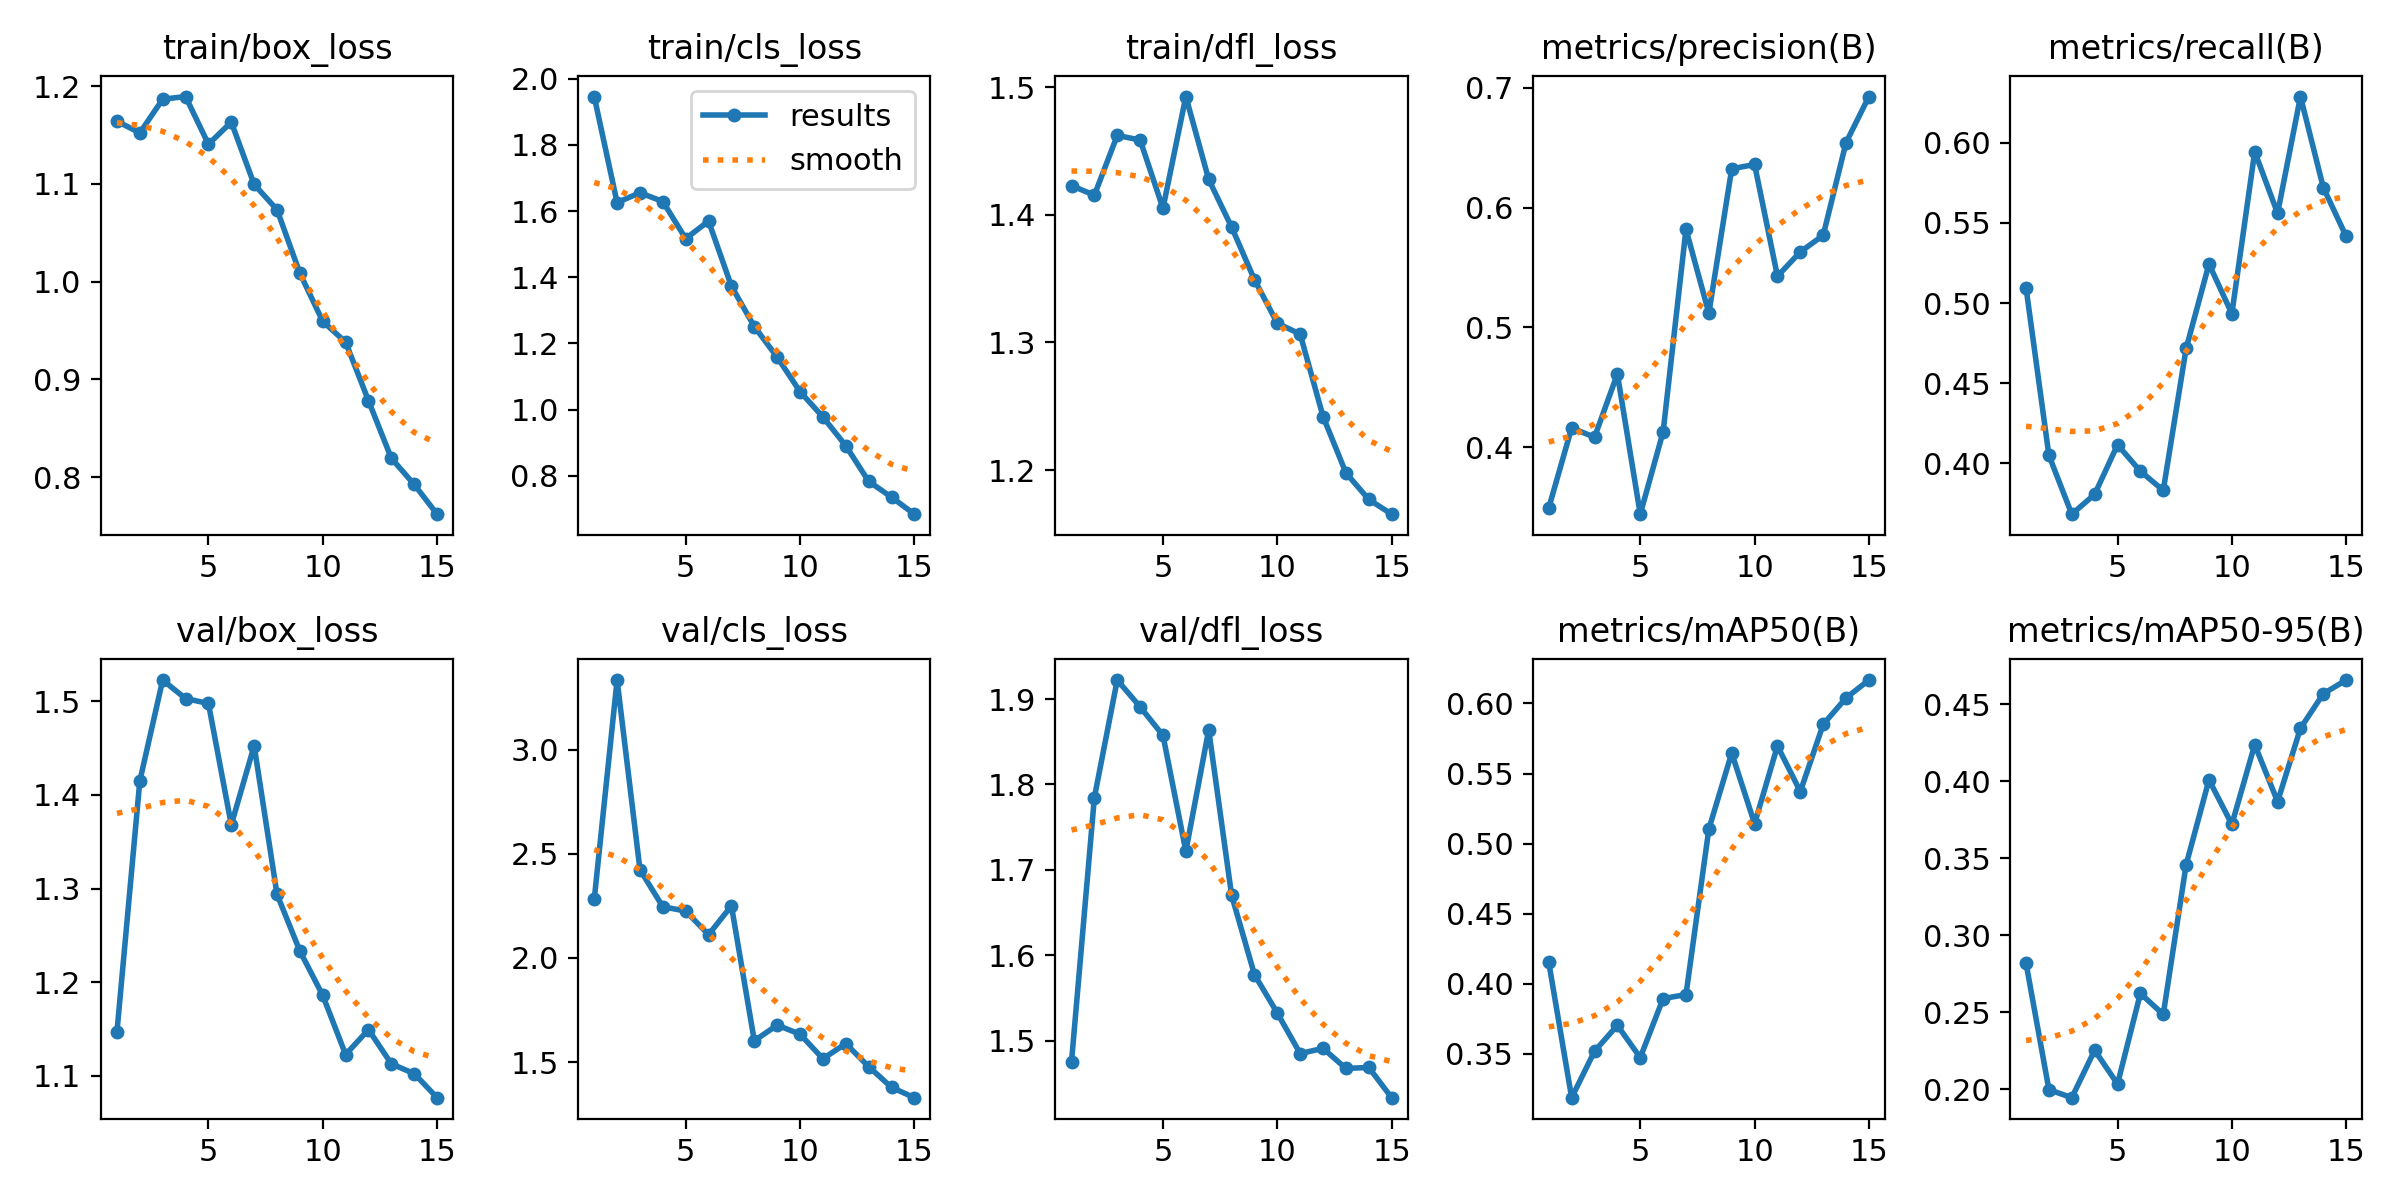 train/box_loss
1.2
1.1
1.0
0.9
0.8
5 10 15
train/cls_loss
results
smooth
2.0
1.8
1.6
1.4
1.2
1.0
0.8
5 10 15
train/dfl_loss
1.5
1.4
1.3
1.2
5 10 15
metrics/precision(B)
0.7
0.6
0.5
0.4
5 10 15
metrics/recall(B)
0.60
0.55
0.50
0.45
0.40
5 10 15
val/box_loss
1.5
1.4
1.3
1.2
1.1
5 10 15
val/cls_loss
3.0
2.5
2.0
1.5
5 10 15
val/dfl_loss
1.9
1.8
1.7
1.6
1.5
5 10 15
metrics/mAP50(B)
0.60
0.55
0.50
0.45
0.40
0.35
5 10 15
metrics/mAP50-95(B)
0.45
0.40
0.35
0.30
0.25
0.20
5 10 15